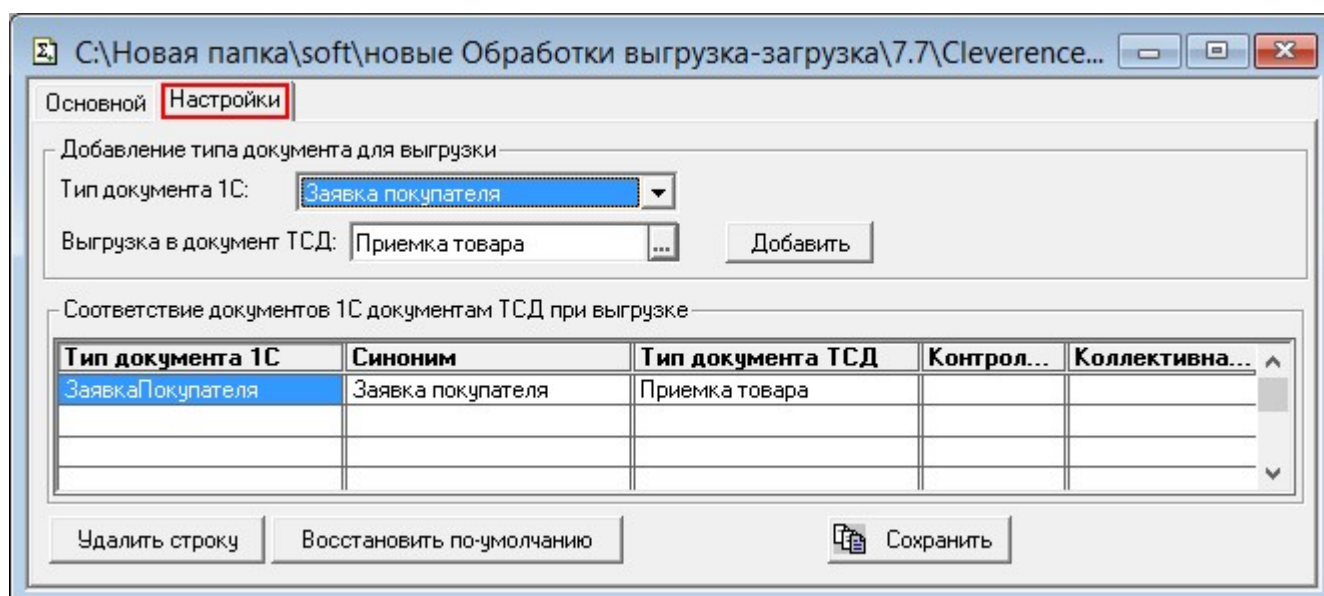 C:\Новая папка\soft\новые Обработки выгрузка-загрузка\7.7\Cleverence...
Основной Настройки
Добавление типа документа для выгрузки
Тип документа 1С: Заявка покупателя
Выгрузка в документ ТСД: Приемка товара ... Добавить
Соответствие документов 1С документам ТСД при выгрузке
Тип документа 1С Синоним Тип документа ТСД Контрол... Коллективна...
ЗаявкаПокупателя Заявка покупателя Приемка товара
Удалить строку Восстановить по-умолчанию Сохранить